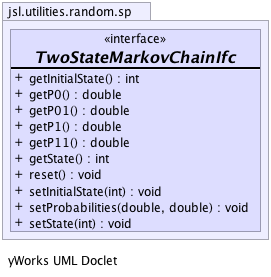 jsl.utilities.random.sp
«interface»
TwoStateMarkovChainIfc
+ getInitialState() : int
+ getP0() : double
+ getP01() : double
+ getP1() : double
+ getP11() : double
+ getState() : int
+ reset() : void
+ setInitialState(int) : void
+ setProbabilities(double, double) : void
+ setState(int) : void
yWorks UML Doclet